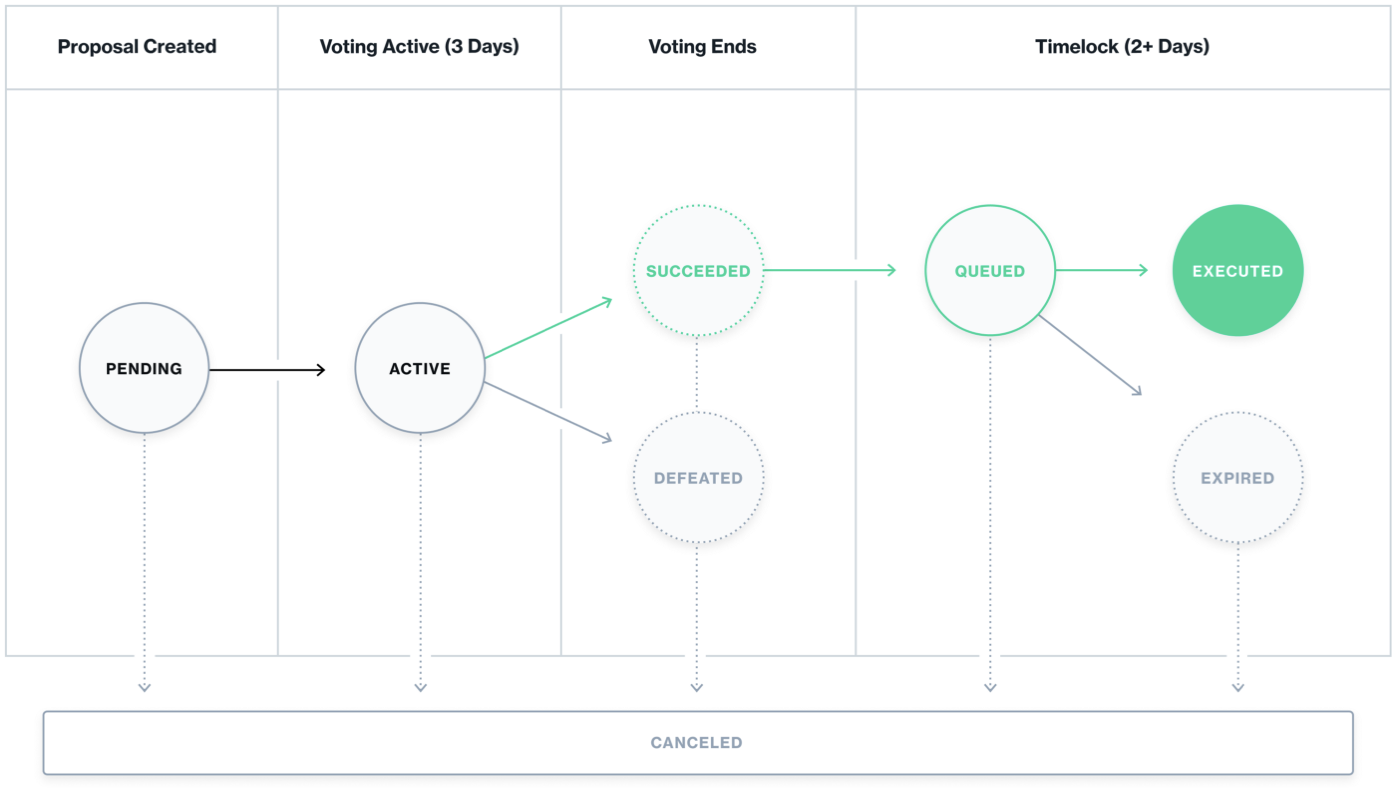 Proposal Created
Voting Active (3 Days)
Voting Ends
Timelock (2+ Days)
PENDING
ACTIVE
SUCCEEDED
DEFEATED
QUEUED
EXECUTED
EXPIRED
CANCELED